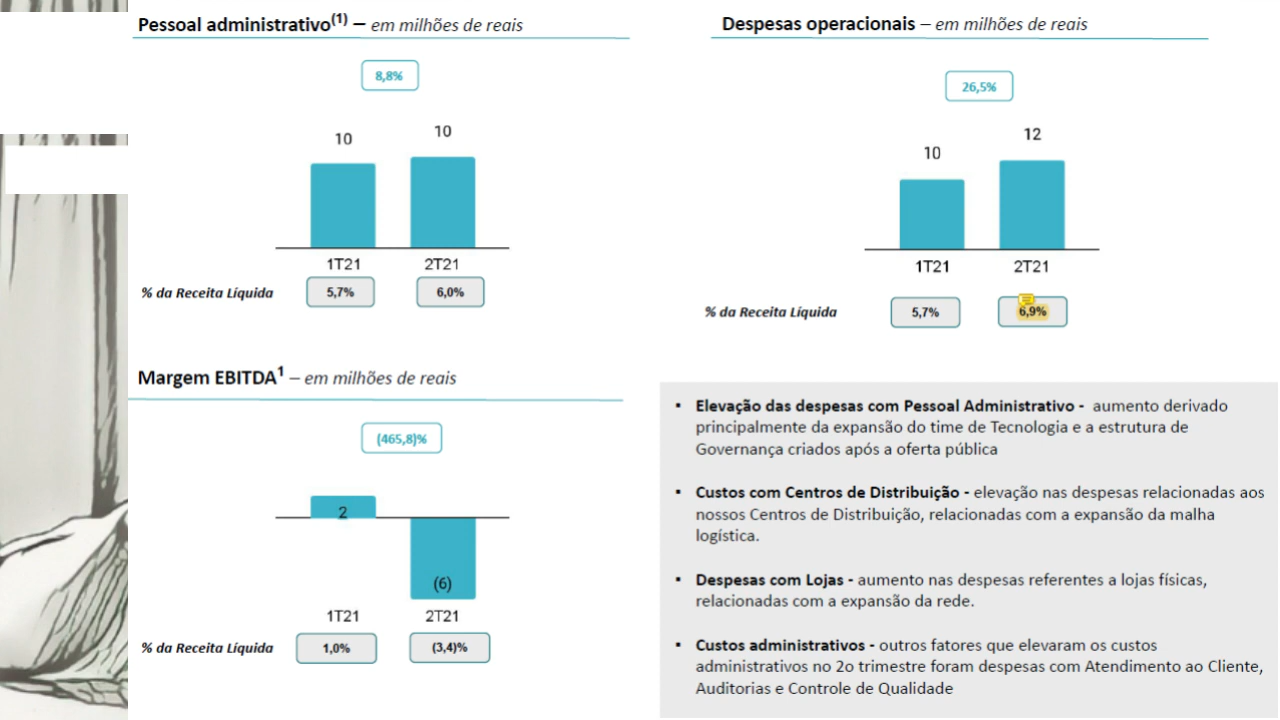 Pessoal administrativo(1) – em milhões de reais
8,8%
10
10
1T21
2T21
% da Receita Líquida
5,7%
6,0%
Despesas operacionais – em milhões de reais
26,5%
10
12
1T21
2T21
% da Receita Líquida
5,7%
6,9%
Margem EBITDA1 – em milhões de reais
(465,8)%
2
(6)
1T21
2T21
% da Receita Líquida
1,0%
(3,4)%
• Elevação das despesas com Pessoal Administrativo - aumento derivado
principalmente da expansão do time de Tecnologia e a estrutura de
Governança criados após a oferta pública
• Custos com Centros de Distribuição - elevação nas despesas relacionadas aos
nossos Centros de Distribuição, relacionadas com a expansão da malha
logística.
• Despesas com Lojas - aumento nas despesas referentes a lojas físicas,
relacionadas com a expansão da rede.
• Custos administrativos - outros fatores que elevaram os custos
administrativos no 2o trimestre foram despesas com Atendimento ao Cliente,
Auditorias e Controle de Qualidade